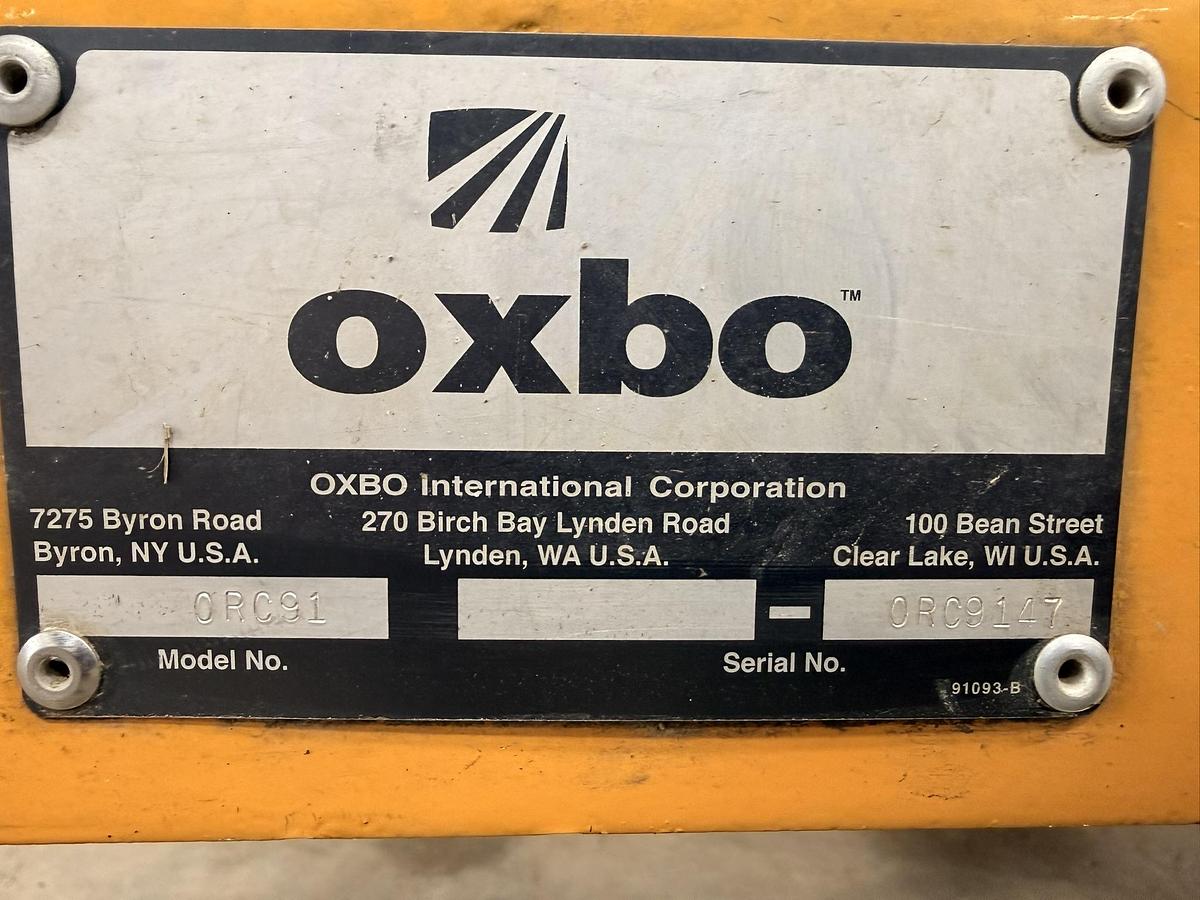 oxbo™
OXBO International Corporation
7275 Byron Road 270 Birch Bay Lynden Road 100 Bean Street
Byron, NY U.S.A. Lynden, WA U.S.A. Clear Lake, WI U.S.A.
ORC91 - ORC9147
Model No. Serial No.
91093-B